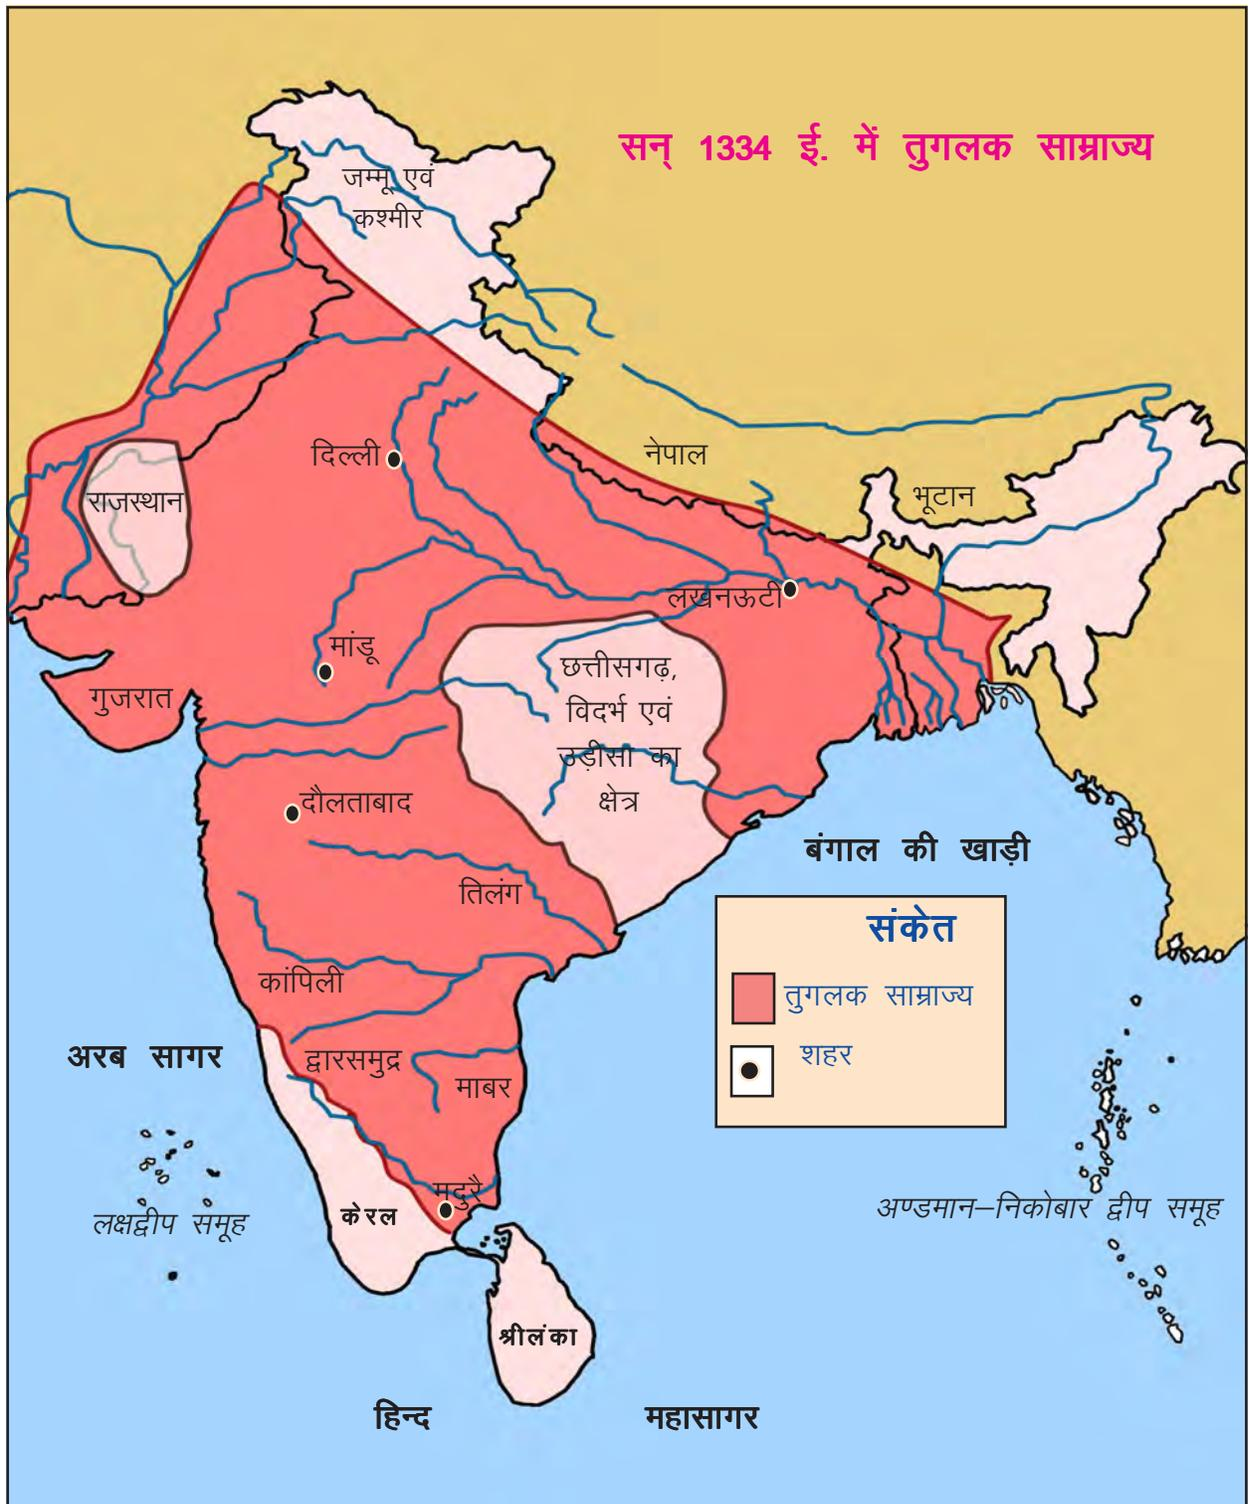 सन् 1334 ई. में तुगलक साम्राज्य
जम्मू एवं
कश्मीर
दिल्ली
नेपाल
राजस्थान
भूटान
लखनऊटी
मांडू
गुजरात
छत्तीसगढ़,
विदर्भ एवं
उड़ीसा का
क्षेत्र
दौलताबाद
बंगाल की खाड़ी
तिलंग
संकेत
कांपिली
तुगलक साम्राज्य
अरब सागर
द्वारसमुद्र
शहर
माबर
मदुरै
लक्षद्वीप समूह
केरल
अण्डमान–निकोबार द्वीप समूह
श्रीलंका
हिन्द महासागर